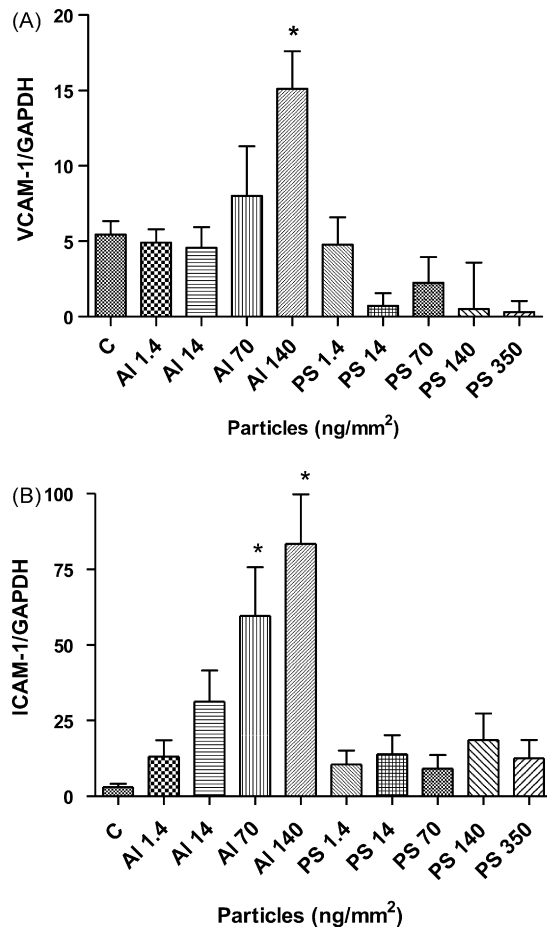 (A)
20
*
15
10
5
0
VCAM-1/GAPDH
C
Al 1.4
Al 14
Al 70
Al 140
PS 1.4
PS 14
PS 70
PS 140
PS 350
Particles (ng/mm²)
(B)
100
*
*
75
50
25
0
ICAM-1/GAPDH
C
Al 1.4
Al 14
Al 70
Al 140
PS 1.4
PS 14
PS 70
PS 140
PS 350
Particles (ng/mm²)